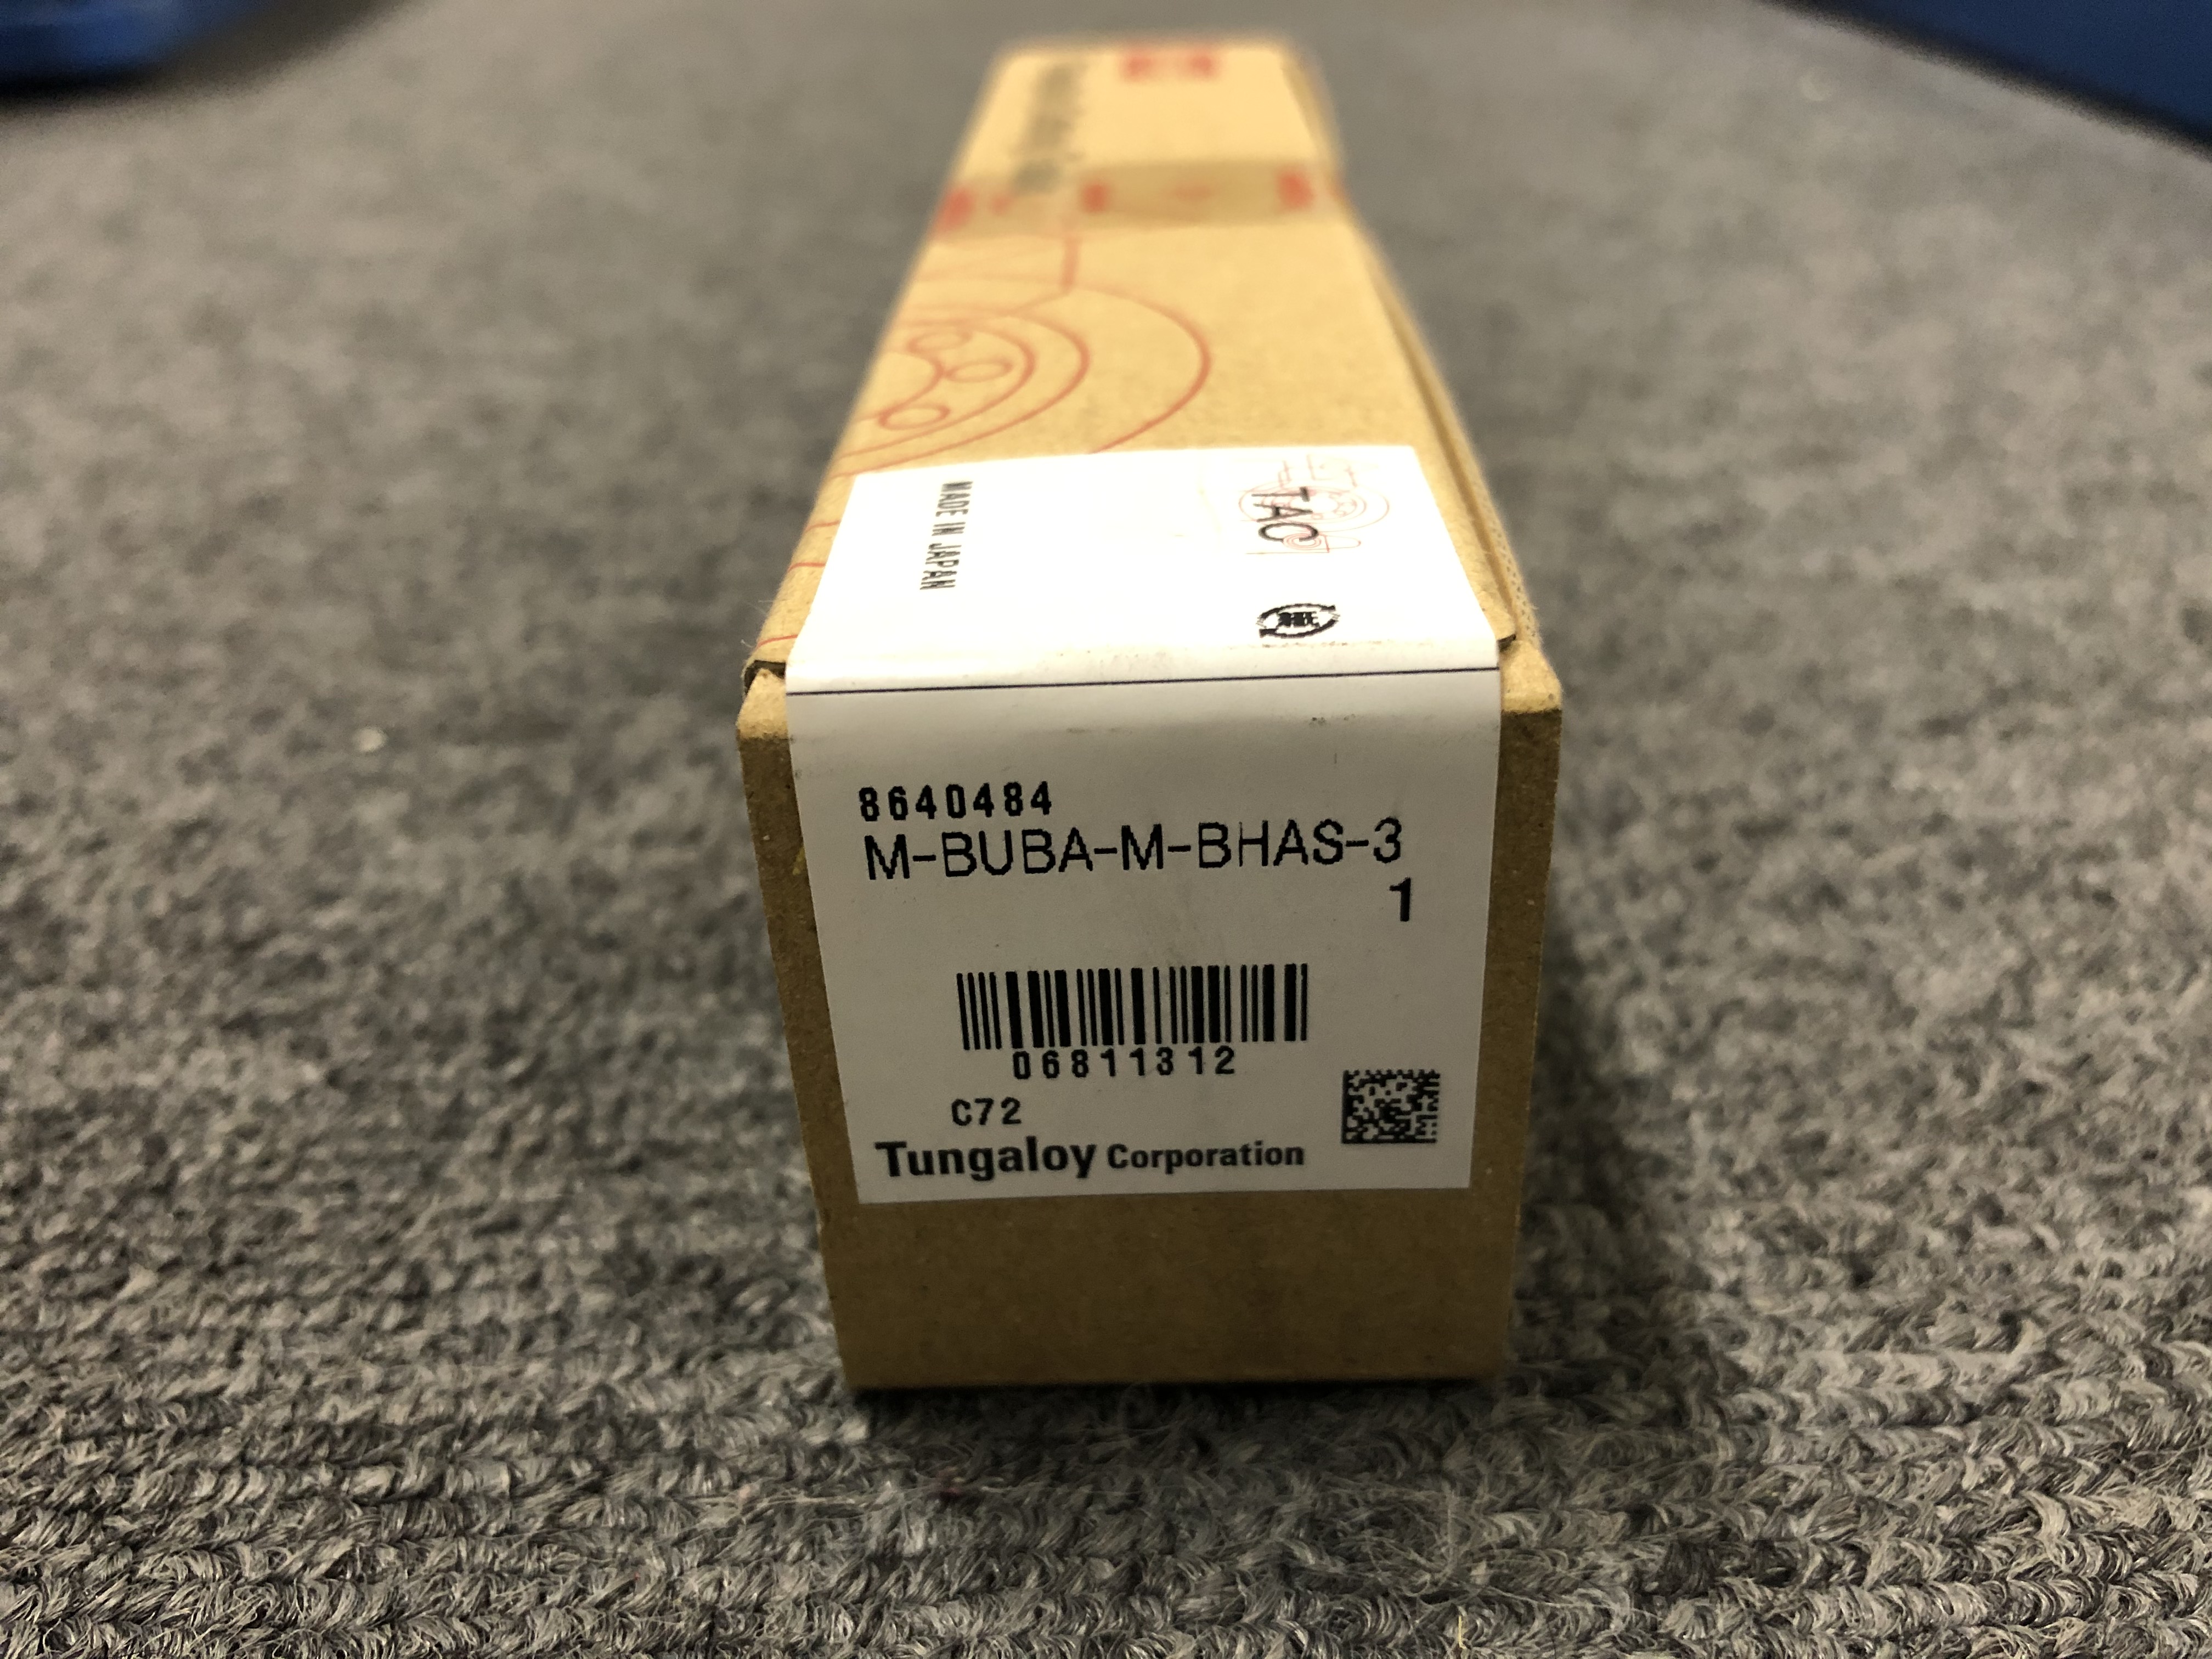 TAC
MADE IN JAPAN
8640484
M-BUBA-M-BHAS-3
1
06811312
C72
Tungaloy Corporation